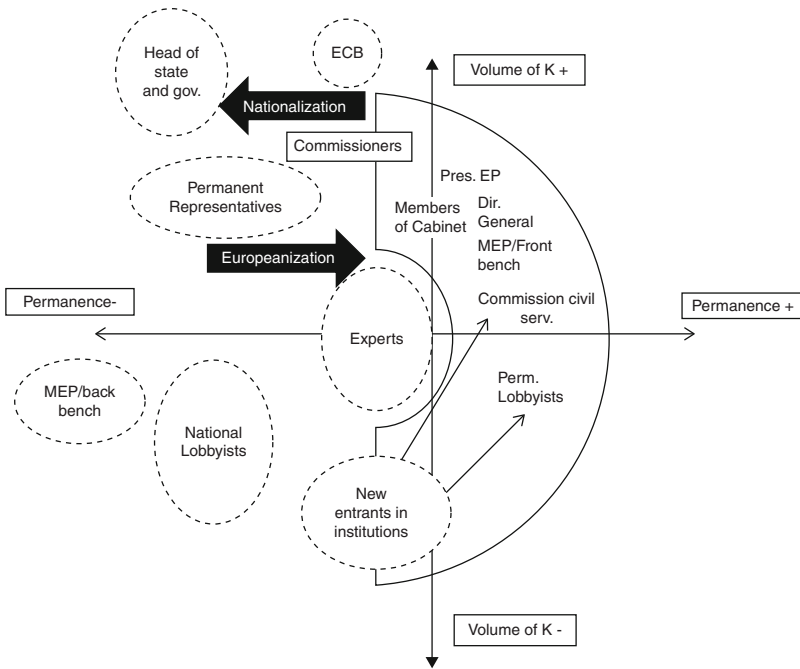 Head of
state
and gov.
ECB
Volume of K +
Nationalization
Commissioners
Pres. EP
Permanent
Representatives
Members
of Cabinet
Dir.
General
MEP/Front
bench
Europeanization
Permanence-
Commission civil
serv.
Permanence +
Experts
MEP/back
bench
National
Lobbyists
Perm.
Lobbyists
New
entrants in
institutions
Volume of K -